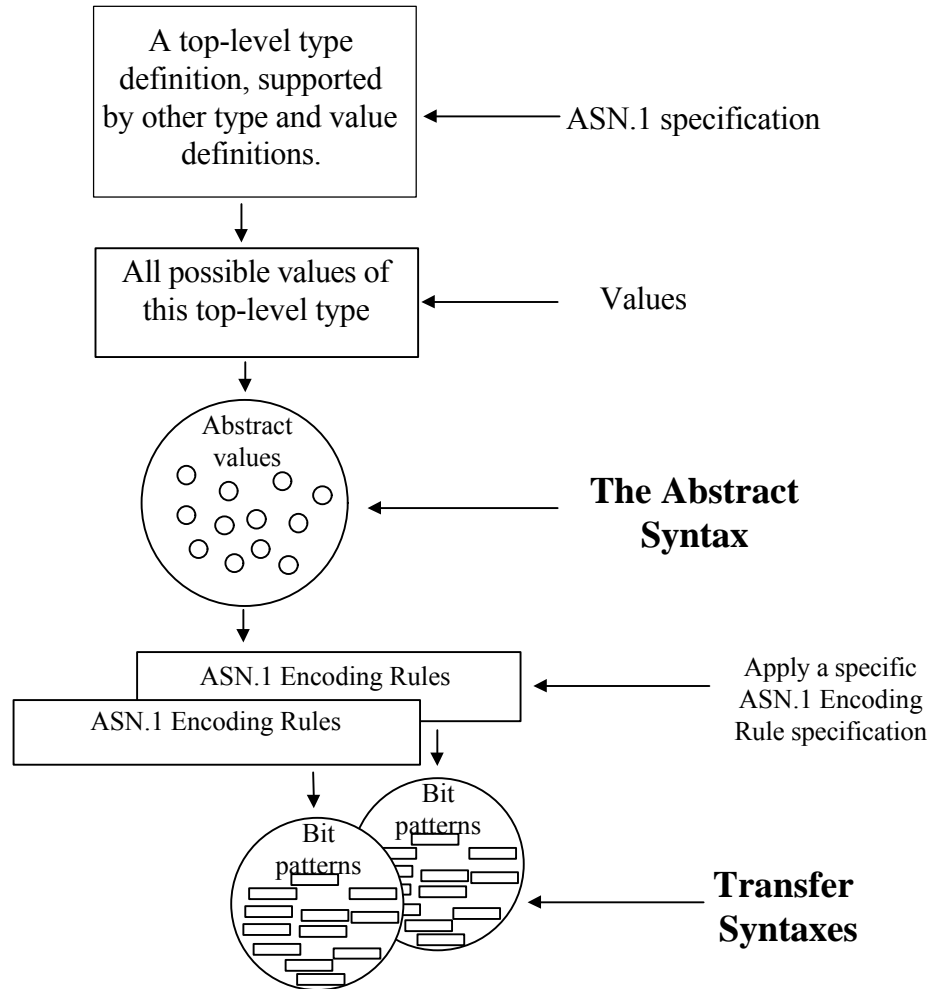 A top-level type
definition, supported
by other type and value
definitions.
ASN.1 specification
All possible values of
this top-level type
Values
Abstract
values
The Abstract
Syntax
ASN.1 Encoding Rules
ASN.1 Encoding Rules
Apply a specific
ASN.1 Encoding
Rule specification
Bit
patterns
Bit
patterns
Transfer
Syntaxes